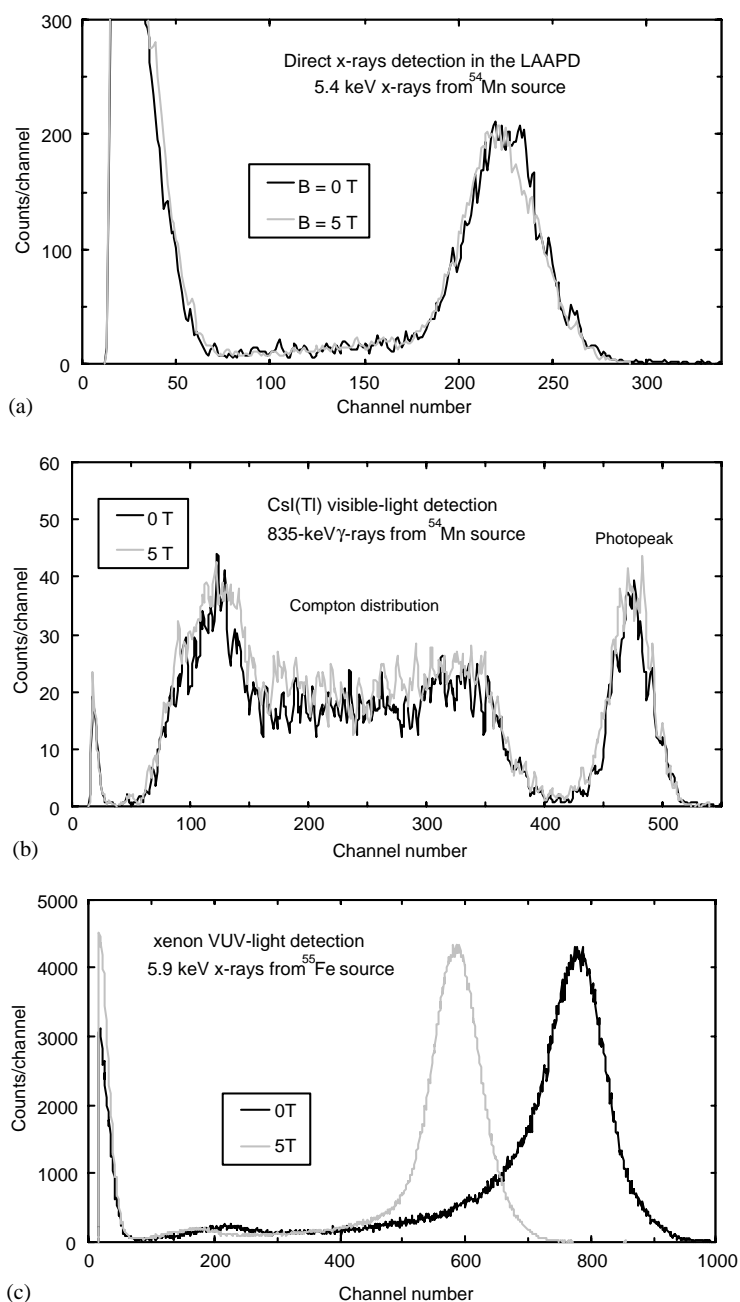 300
Direct x-rays detection in the LAAPD
5.4 keV x-rays from 54Mn source
200
B = 0 T
B = 5 T
Counts/channel
100
0
0 50 100 150 200 250 300
Channel number
(a)
60
CsI(Tl) visible-light detection
0 T
835-keVγ-rays from 54Mn source
50
5 T
Photopeak
40
Compton distribution
Counts/channel
30
20
10
0
0 100 200 300 400 500
Channel number
(b)
5000
xenon VUV-light detection
5.9 keV x-rays from 55Fe source
4000
3000
Counts/channel
0T
2000
5T
1000
0
0 200 400 600 800 1000
Channel number
(c)